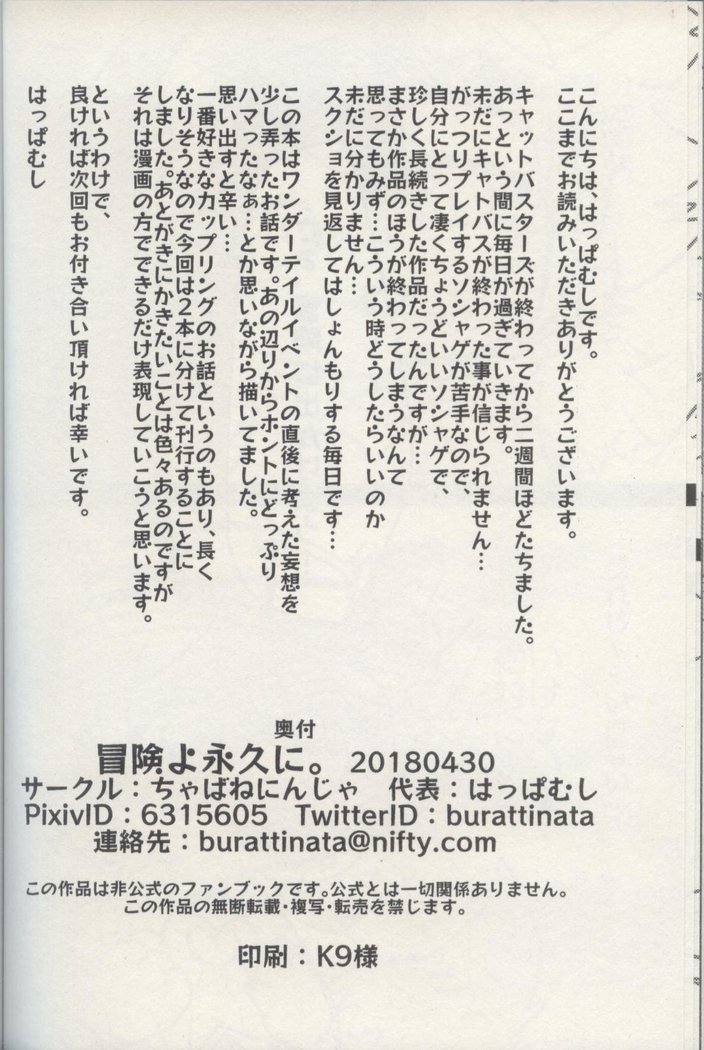 こんにちは、はっぱむしです。
ここまでお読みいただきありがとうございます。
キャットバスターズが終わってから二週間ほどたちました。
あっという間に毎日が過ぎていきます。
未だにキャトバスが終わった事が信じられません…
がっつりプレイするソシャゲが苦手なので、
自分にとって凄くちょうどいいソシャゲで、
珍しく長続きした作品だったんですが…
まさか作品のほうが終わってしまうなんて
思ってもみず…こういう時どうしたらいいのか
未だに分かりません…
スクショを見返してはしょんもりする毎日です…
この本はワンダーテイルイベントの直後に考えた妄想を
少し弄ったお話です。あの辺りからホントにどっぷり
ハマったなぁ…とか思いながら描いてました。
思い出すと辛い…
一番好きなカップリングのお話というのもあり、長く
なりそうなので今回は２本に分けて刊行することに
しました。あとがきにかきたいことは色々あるのですが
それは漫画の方でできるだけ表現していこうと思います。
というわけで、
良ければ次回もお付き合い頂ければ幸いです。
はっぱむし
奥付
冒険よ永久に。 20180430
サークル：ちゃばねにんじゃ　代表：はっぱむし
PixivID：6315605　TwitterID：burattinata
連絡先：burattinata@nifty.com
この作品は非公式のファンブックです。公式とは一切関係ありません。
この作品の無断転載・複写・転売を禁じます。
印刷：K9様